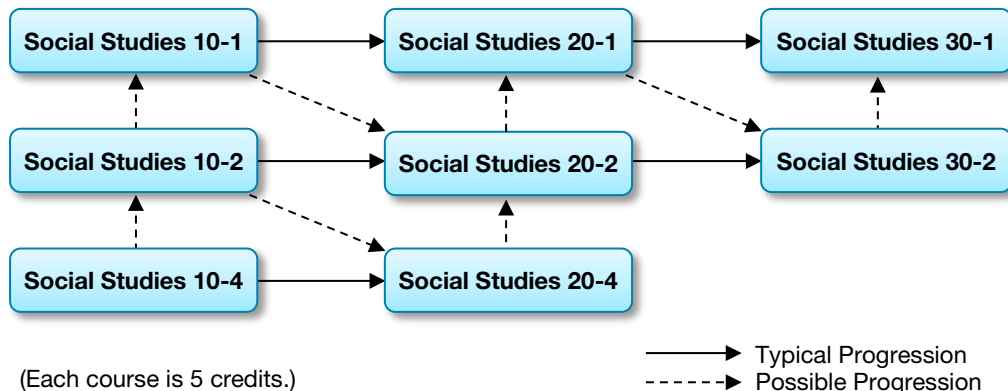 Social Studies 10-1
Social Studies 20-1
Social Studies 30-1
Social Studies 10-2
Social Studies 20-2
Social Studies 30-2
Social Studies 10-4
Social Studies 20-4
Typical Progression
(Each course is 5 credits.)
Possible Progression